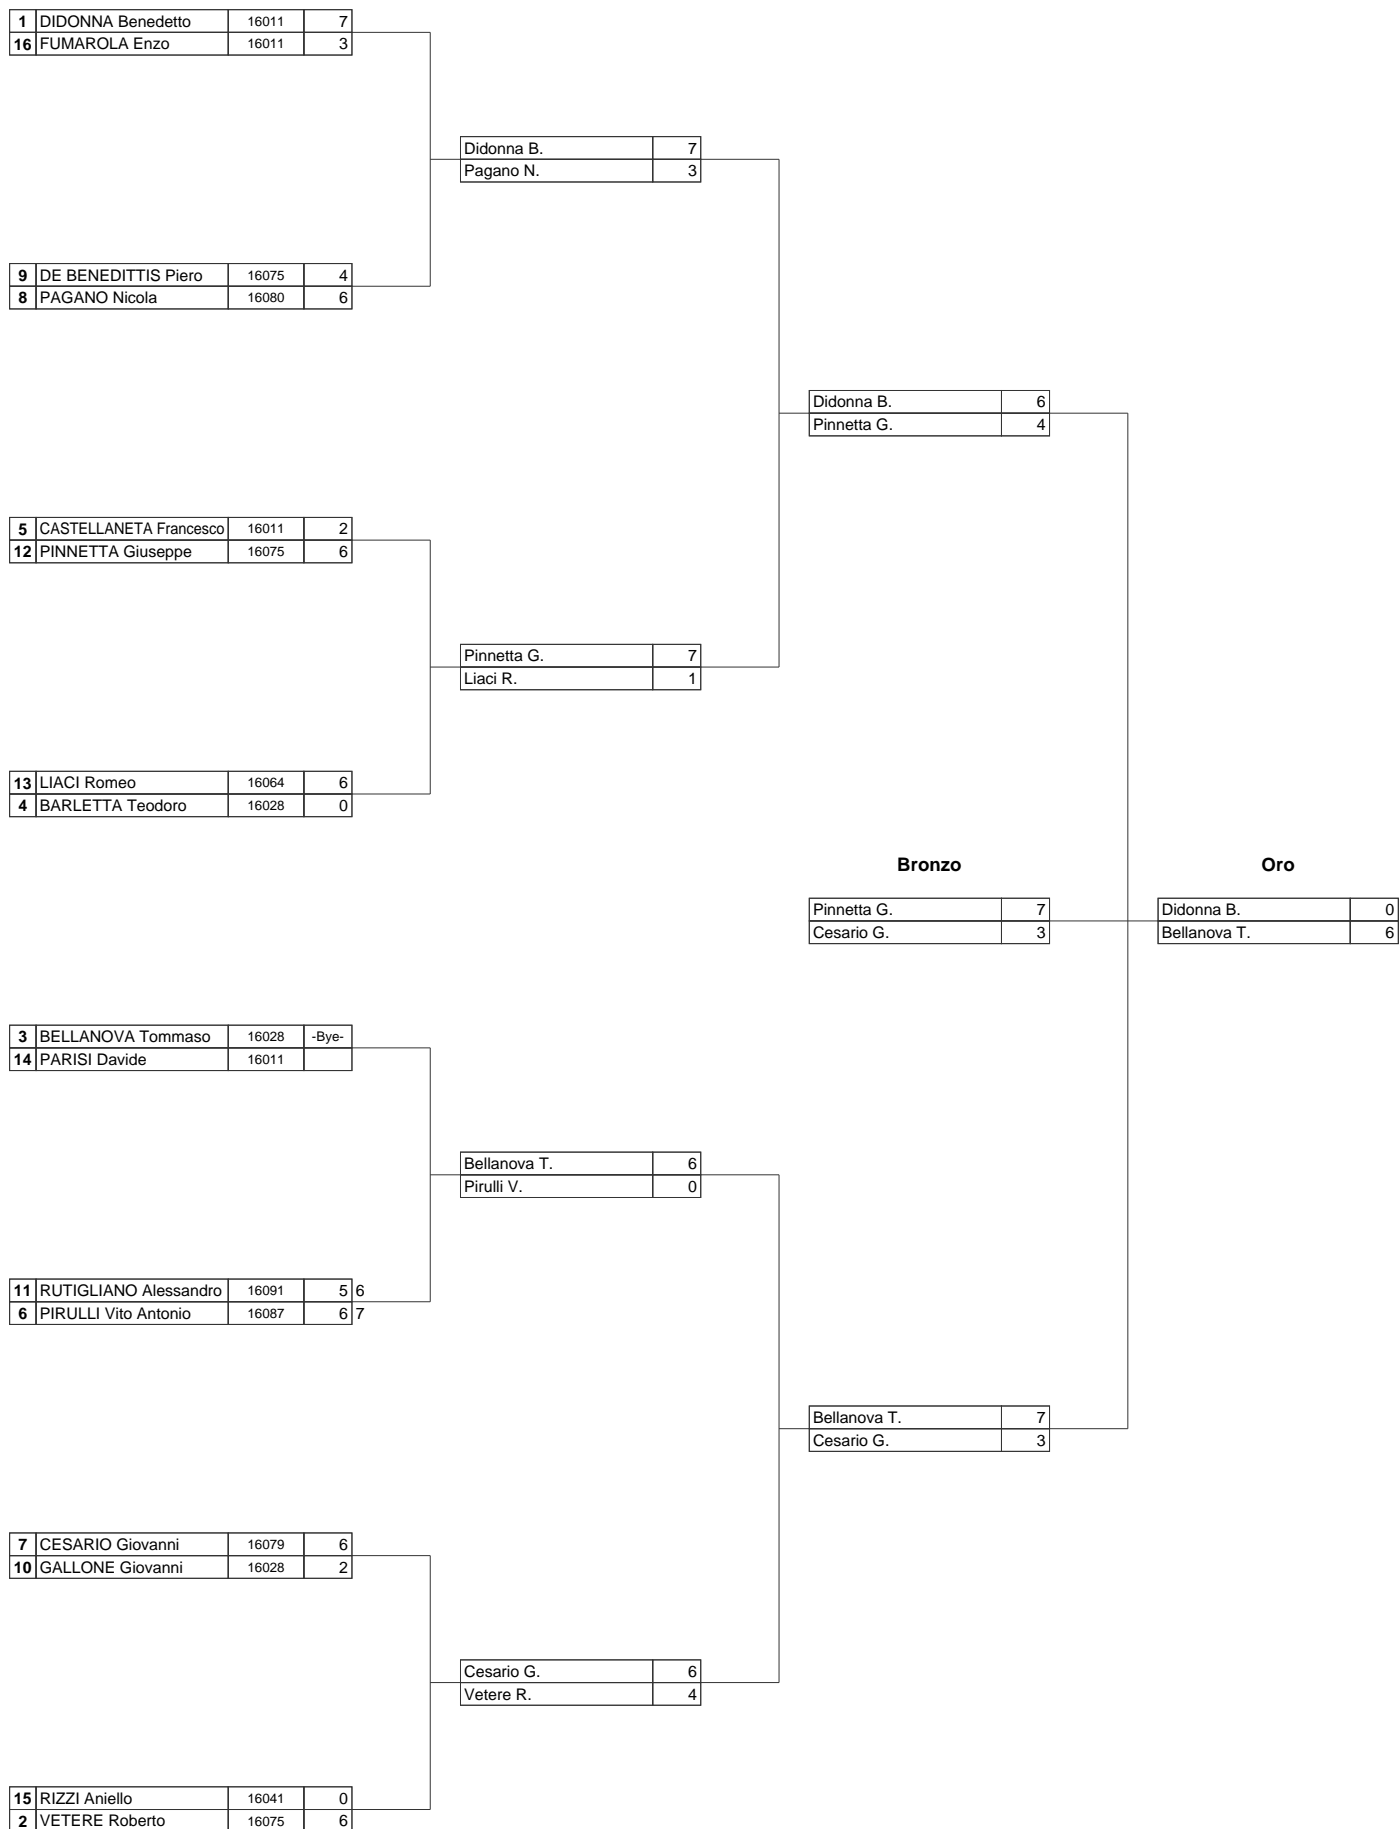 1 DIDONNA Benedetto 16011 7
16 FUMAROLA Enzo 16011 3
Didonna B. 7
Pagano N. 3
9 DE BENEDITTIS Piero 16075 4
8 PAGANO Nicola 16080 6
Didonna B. 6
Pinnetta G. 4
5 CASTELLANETA Francesco 16011 2
12 PINNETTA Giuseppe 16075 6
Pinnetta G. 7
Liaci R. 1
13 LIACI Romeo 16064 6
4 BARLETTA Teodoro 16028 0
Bronzo Oro
Pinnetta G. 7 Didonna B. 0
Cesario G. 3 Bellanova T. 6
3 BELLANOVA Tommaso 16028 -Bye-
14 PARISI Davide 16011
Bellanova T. 6
Pirulli V. 0
11 RUTIGLIANO Alessandro 16091 5 6
6 PIRULLI Vito Antonio 16087 6 7
Bellanova T. 7
Cesario G. 3
7 CESARIO Giovanni 16079 6
10 GALLONE Giovanni 16028 2
Cesario G. 6
Vetere R. 4
15 RIZZI Aniello 16041 0
2 VETERE Roberto 16075 6